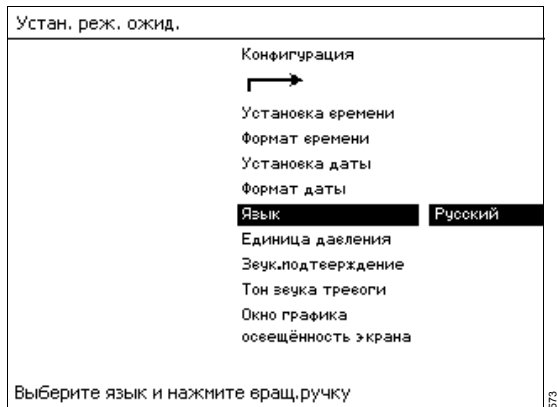 Устан. реж. ожид.
Конфигурация
Установка времени
Формат времени
Установка даты
Формат даты
Язык Русский
Единица давления
Звук.подтверждение
Тон звука тревоги
Окно графика
освещённость экрана
Выберите язык и нажмите вращ.ручку
573